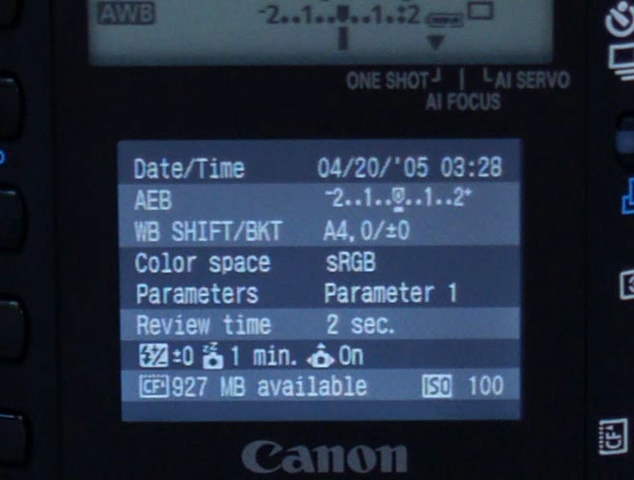 AWB -2..1..0..1..:2
ONE SHOT AI SERVO
AI FOCUS
Date/Time 04/20/'05 03:28
AEB -2..1..0..1..2+
WB SHIFT/BKT A4,0/±0
Color space sRGB
Parameters Parameter 1
Review time 2 sec.
±0 zz 1 min. On
CF 927 MB available ISO 100
Canon
CF